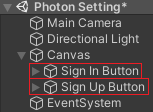 Photon Setting*
Main Camera
Directional Light
Canvas
Sign In Button
Sign Up Button
EventSystem